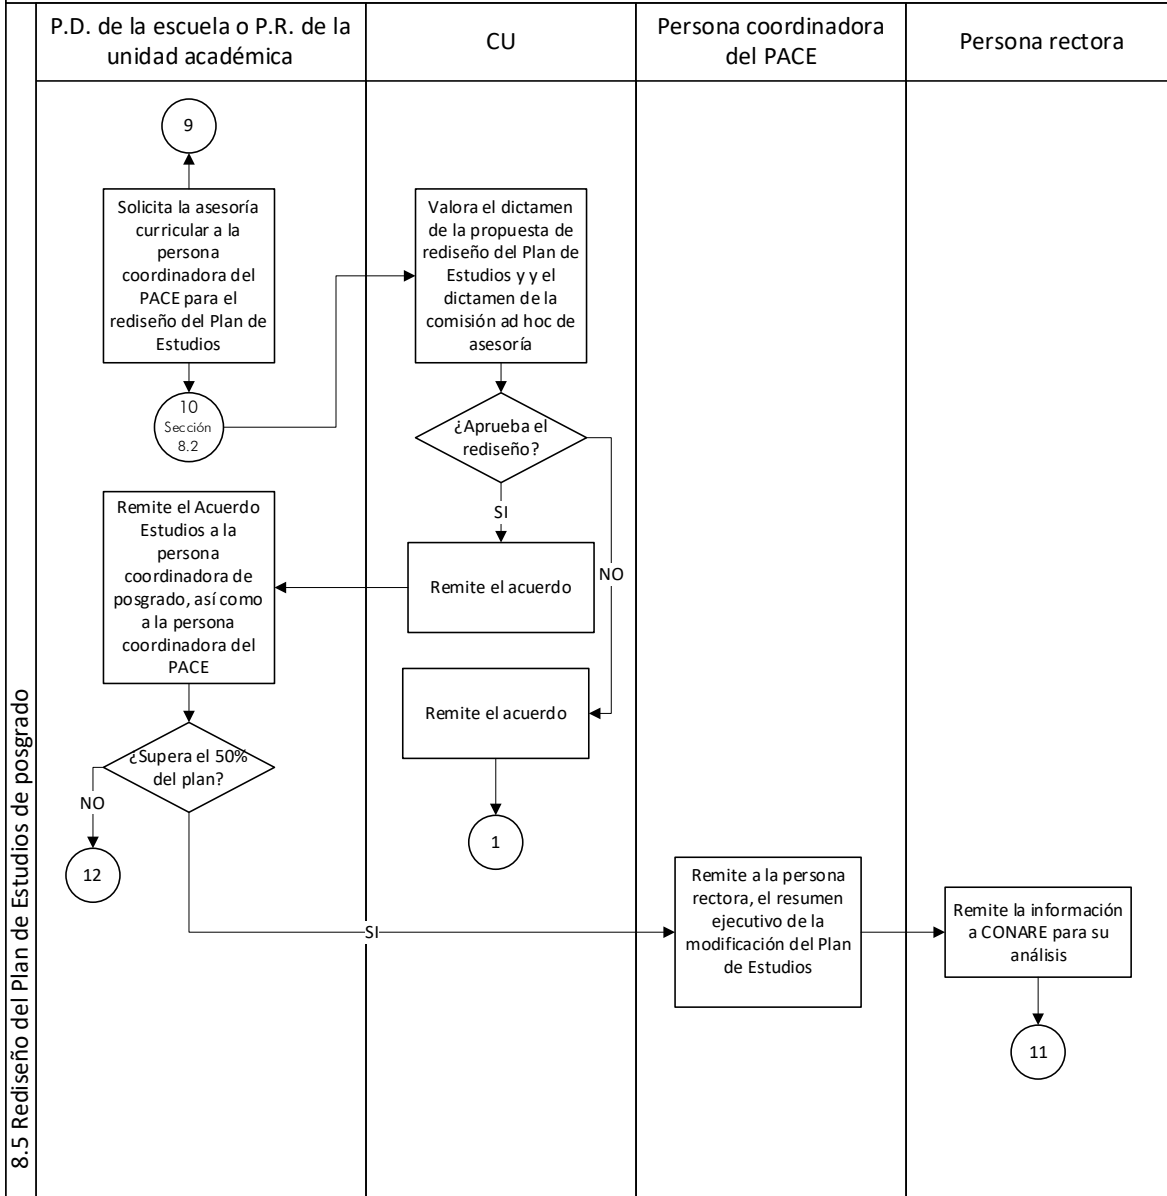 P.D. de la escuela o P.R. de la
unidad académica
CU
Persona coordinadora
del PACE
Persona rectora
8.5 Rediseño del Plan de Estudios de posgrado
9
Solicita la asesoría
curricular a la
persona
coordinadora del
PACE para el
rediseño del Plan de
Estudios
10
Sección
8.2
Valora el dictamen
de la propuesta de
rediseño del Plan de
Estudios y y el
dictamen de la
comisión ad hoc de
asesoría
¿Aprueba el
rediseño?
SI
NO
Remite el acuerdo
Remite el Acuerdo
Estudios a la
persona
coordinadora de
posgrado, así como
a la persona
coordinadora del
PACE
Remite el acuerdo
1
¿Supera el 50%
del plan?
NO
12
SI
Remite a la persona
rectora, el resumen
ejecutivo de la
modificación del Plan
de Estudios
Remite la información
a CONARE para su
análisis
11